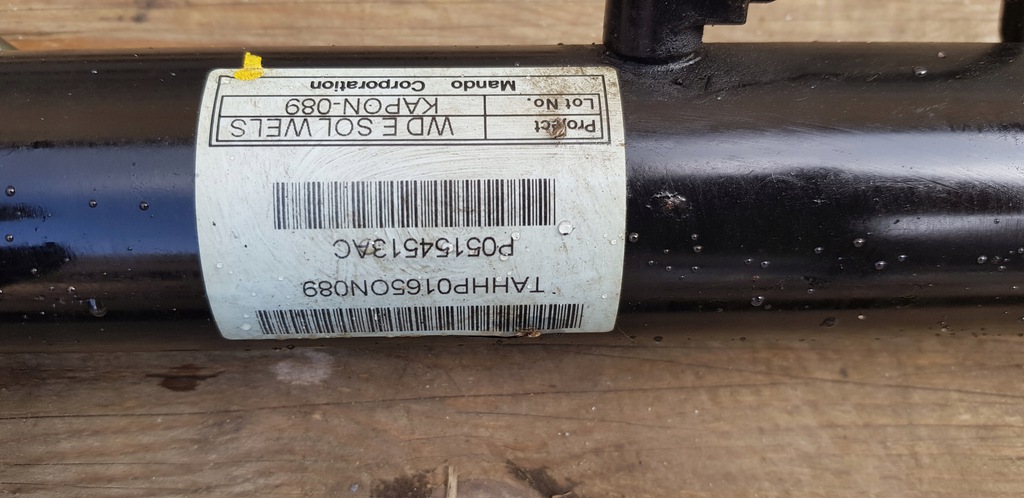 TAHHP0165ON089
P05154513AC
Project WD E SOL WELS
Lot No. KAPON-089
Mando Corporation